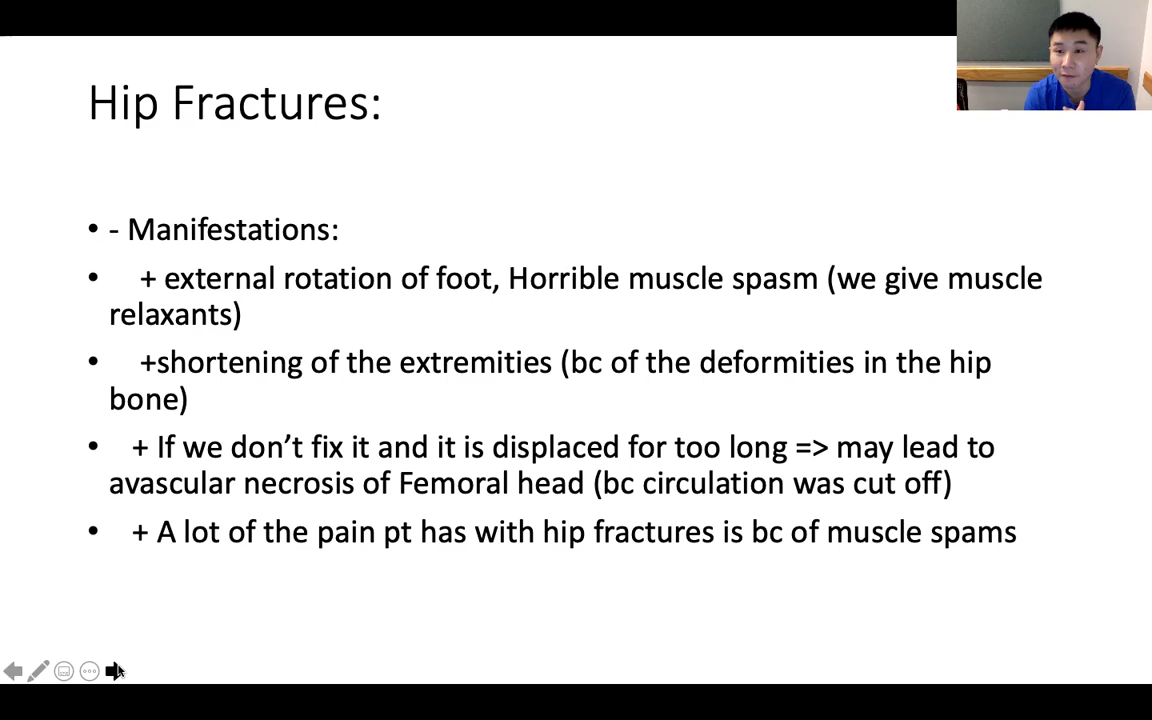 Hip Fractures:
• - Manifestations:
• + external rotation of foot, Horrible muscle spasm (we give muscle
relaxants)
• +shortening of the extremities (bc of the deformities in the hip
bone)
• + If we don’t fix it and it is displaced for too long => may lead to
avascular necrosis of Femoral head (bc circulation was cut off)
• + A lot of the pain pt has with hip fractures is bc of muscle spams